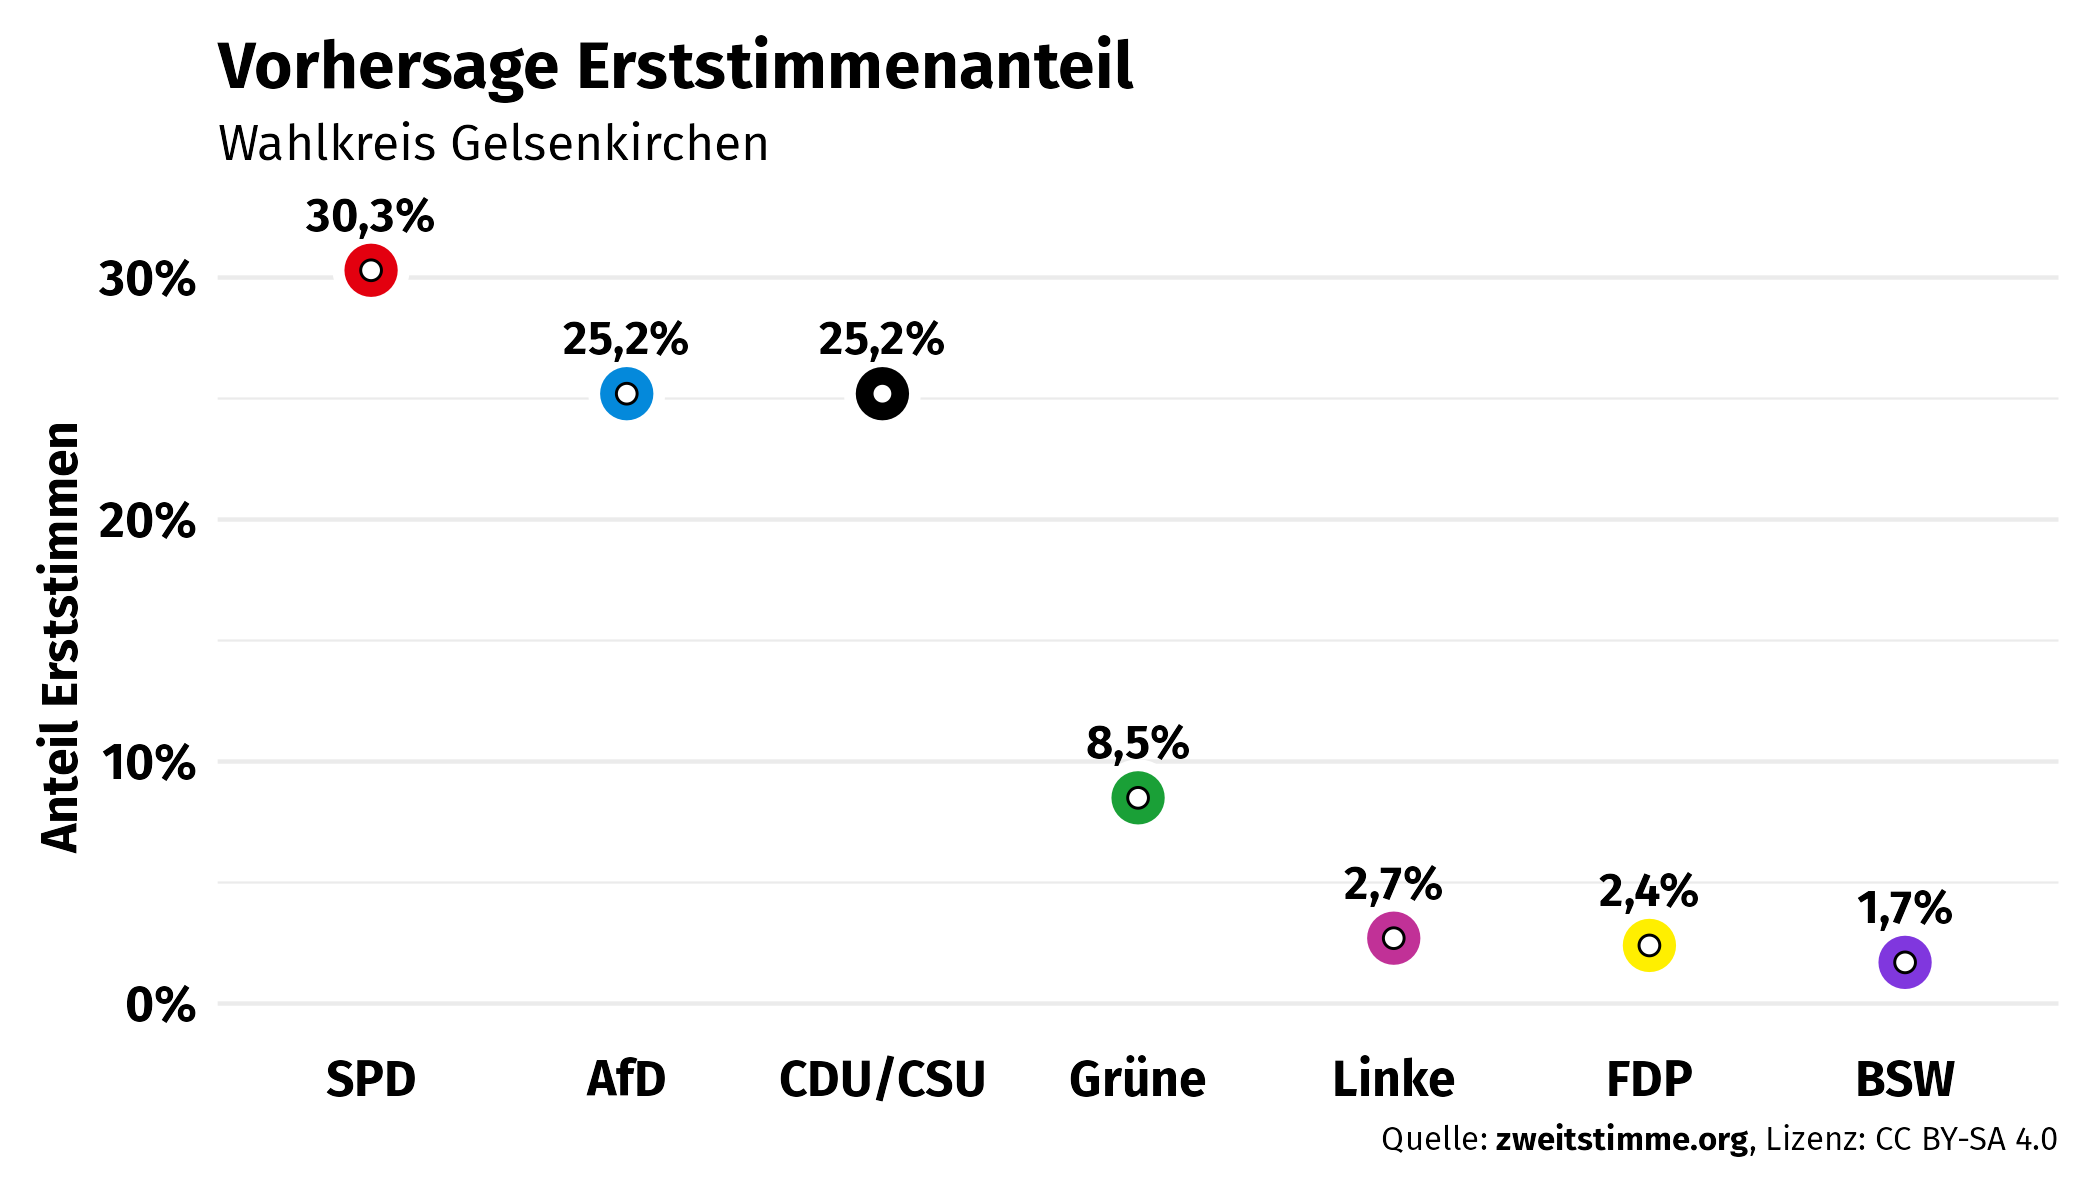 Vorhersage Erststimmenanteil
Wahlkreis Gelsenkirchen
Anteil Erststimmen
30%
20%
10%
0%
30,3%
25,2%
25,2%
8,5%
2,7%
2,4%
1,7%
SPD
AfD
CDU/CSU
Grüne
Linke
FDP
BSW
Quelle: zweitstimme.org, Lizenz: CC BY-SA 4.0